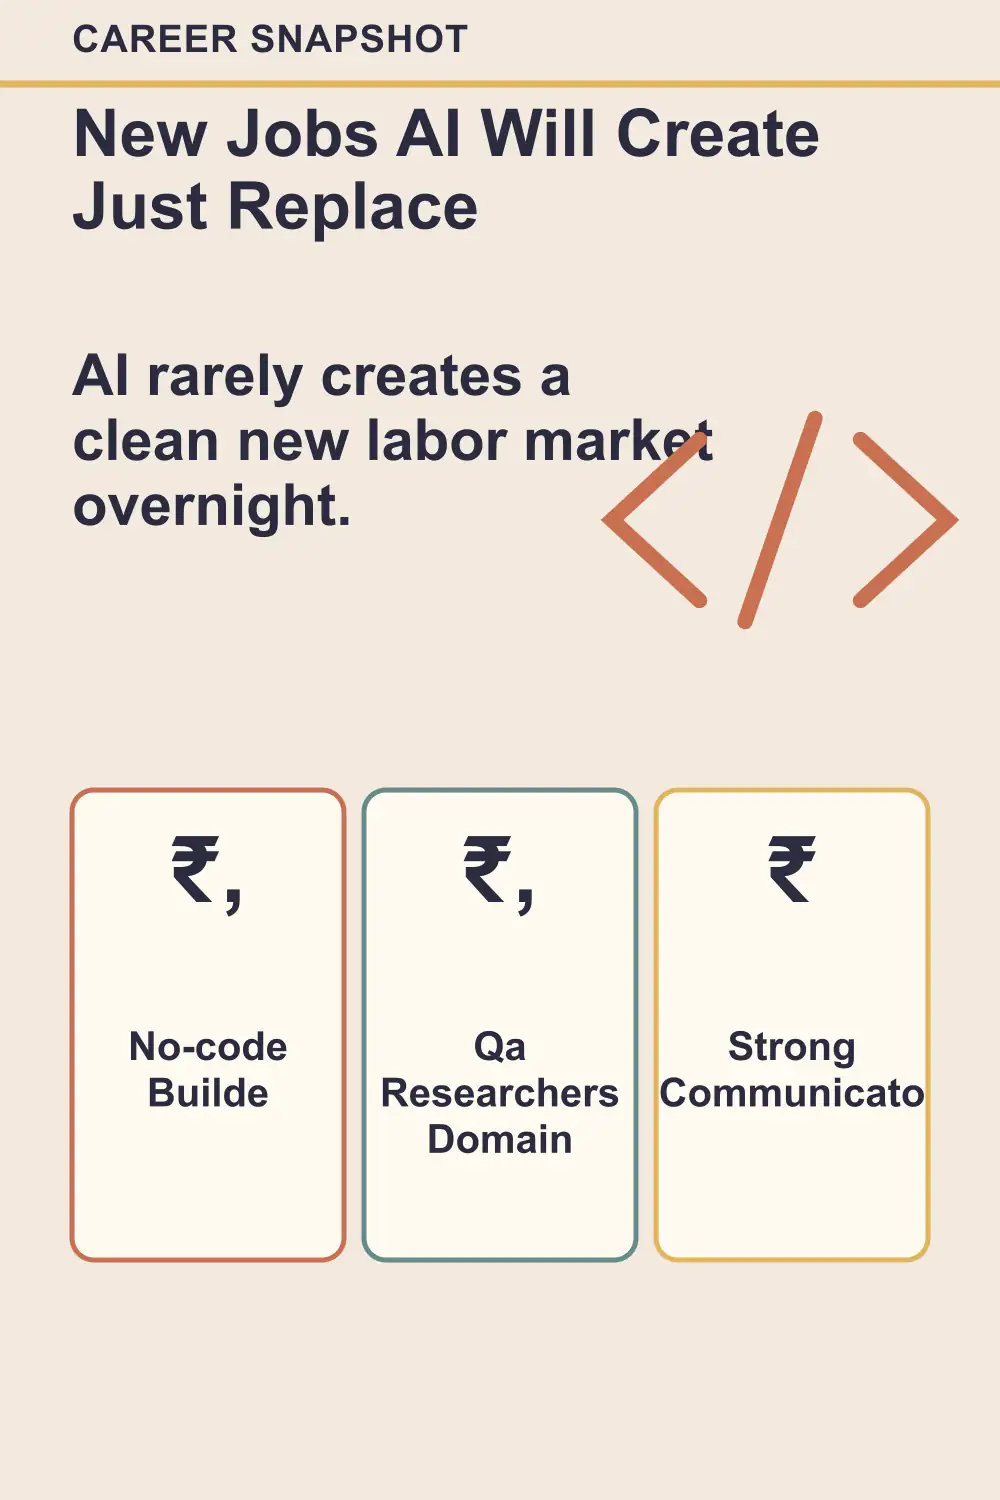 CAREER SNAPSHOT
New Jobs AI Will Create
Just Replace
AI rarely creates a
clean new labor market
overnight.
₹,
No-code
Builde
₹,
Qa
Researchers
Domain
₹
Strong
Communicato